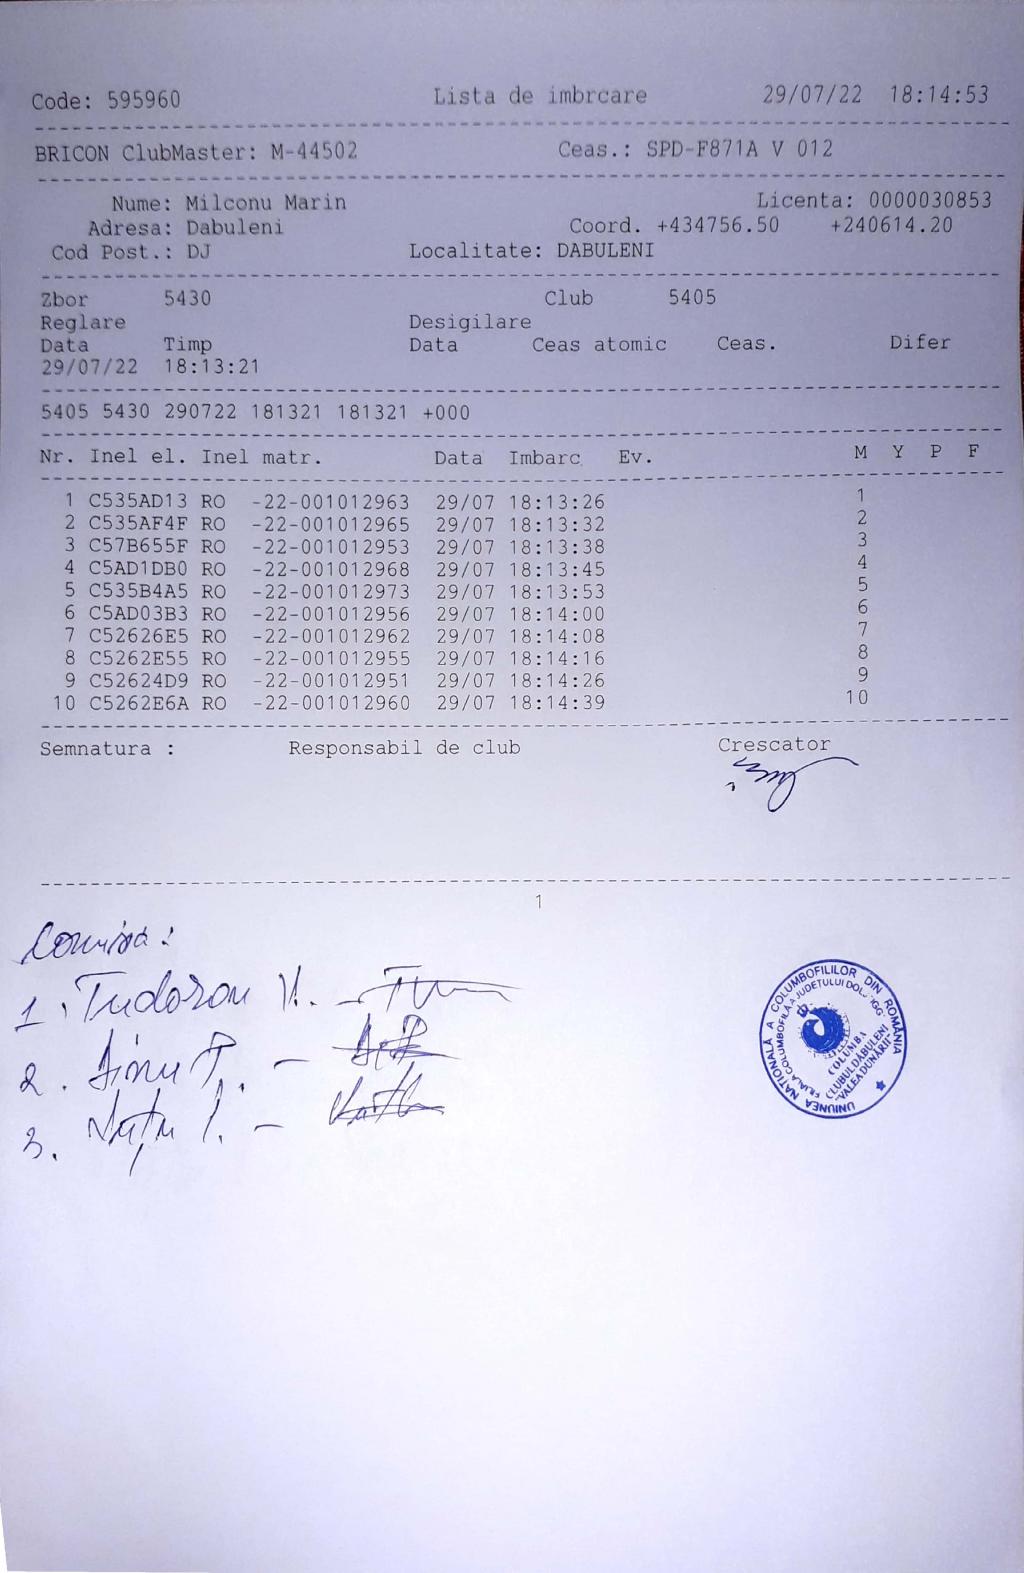 Code: 595960 Lista de imbrcare 29/07/22 18:14:53
BRICON ClubMaster: M-44502 Ceas.: SPD-F871A V 012
Nume: Milconu Marin Licenta: 0000030853
Adresa: Dabuleni Coord. +434756.50 +240614.20
Cod Post.: DJ Localitate: DABULENI
Zbor 5430 Club 5405
Reglare Desigilare
Data Timp Data Ceas atomic Ceas. Difer
29/07/22 18:13:21
5405 5430 290722 181321 181321 +000
Nr. Inel el. Inel matr. Data Imbarc Ev. M Y P F
1 C535AD13 RO -22-001012963 29/07 18:13:26 1
2 C535AF4F RO -22-001012965 29/07 18:13:32 2
3 C57B655F RO -22-001012953 29/07 18:13:38 3
4 C5AD1DB0 RO -22-001012968 29/07 18:13:45 4
5 C535B4A5 RO -22-001012973 29/07 18:13:53 5
6 C5AD03B3 RO -22-001012956 29/07 18:14:00 6
7 C52626E5 RO -22-001012962 29/07 18:14:08 7
8 C5262E55 RO -22-001012955 29/07 18:14:16 8
9 C52624D9 RO -22-001012951 29/07 18:14:26 9
10 C5262E6A RO -22-001012960 29/07 18:14:39 10
Semnatura : Responsabil de club Crescator
1
1. Tudoron V. -
2. -
3. -
UNIUNEA NAȚIONALĂ A COLUMBOFILILOR DIN ROMÂNIA
FILIALA COLUMBOFILĂ A JUDETULUI DOLJ
COLUMBA
CLUBUL DĂBULENI
"VALEA DUNĂRII"